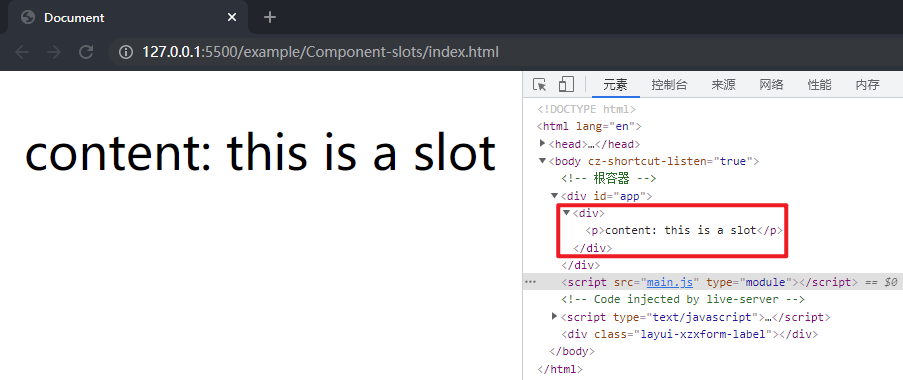 Document
127.0.0.1:5500/example/Component-slots/index.html
content: this is a slot
元素 控制台 来源 网络 性能 内存
<!DOCTYPE html>
<html lang="en">
<head>…</head>
<body cz-shortcut-listen="true">
<!-- 根容器 -->
<div id="app">
<div>
<p>content: this is a slot</p>
</div>
</div>
<script src="main.js" type="module"></script> == $0
<!-- Code injected by live-server -->
<script type="text/javascript">…</script>
<div class="layui-xzxform-label"></div>
</body>
</html>